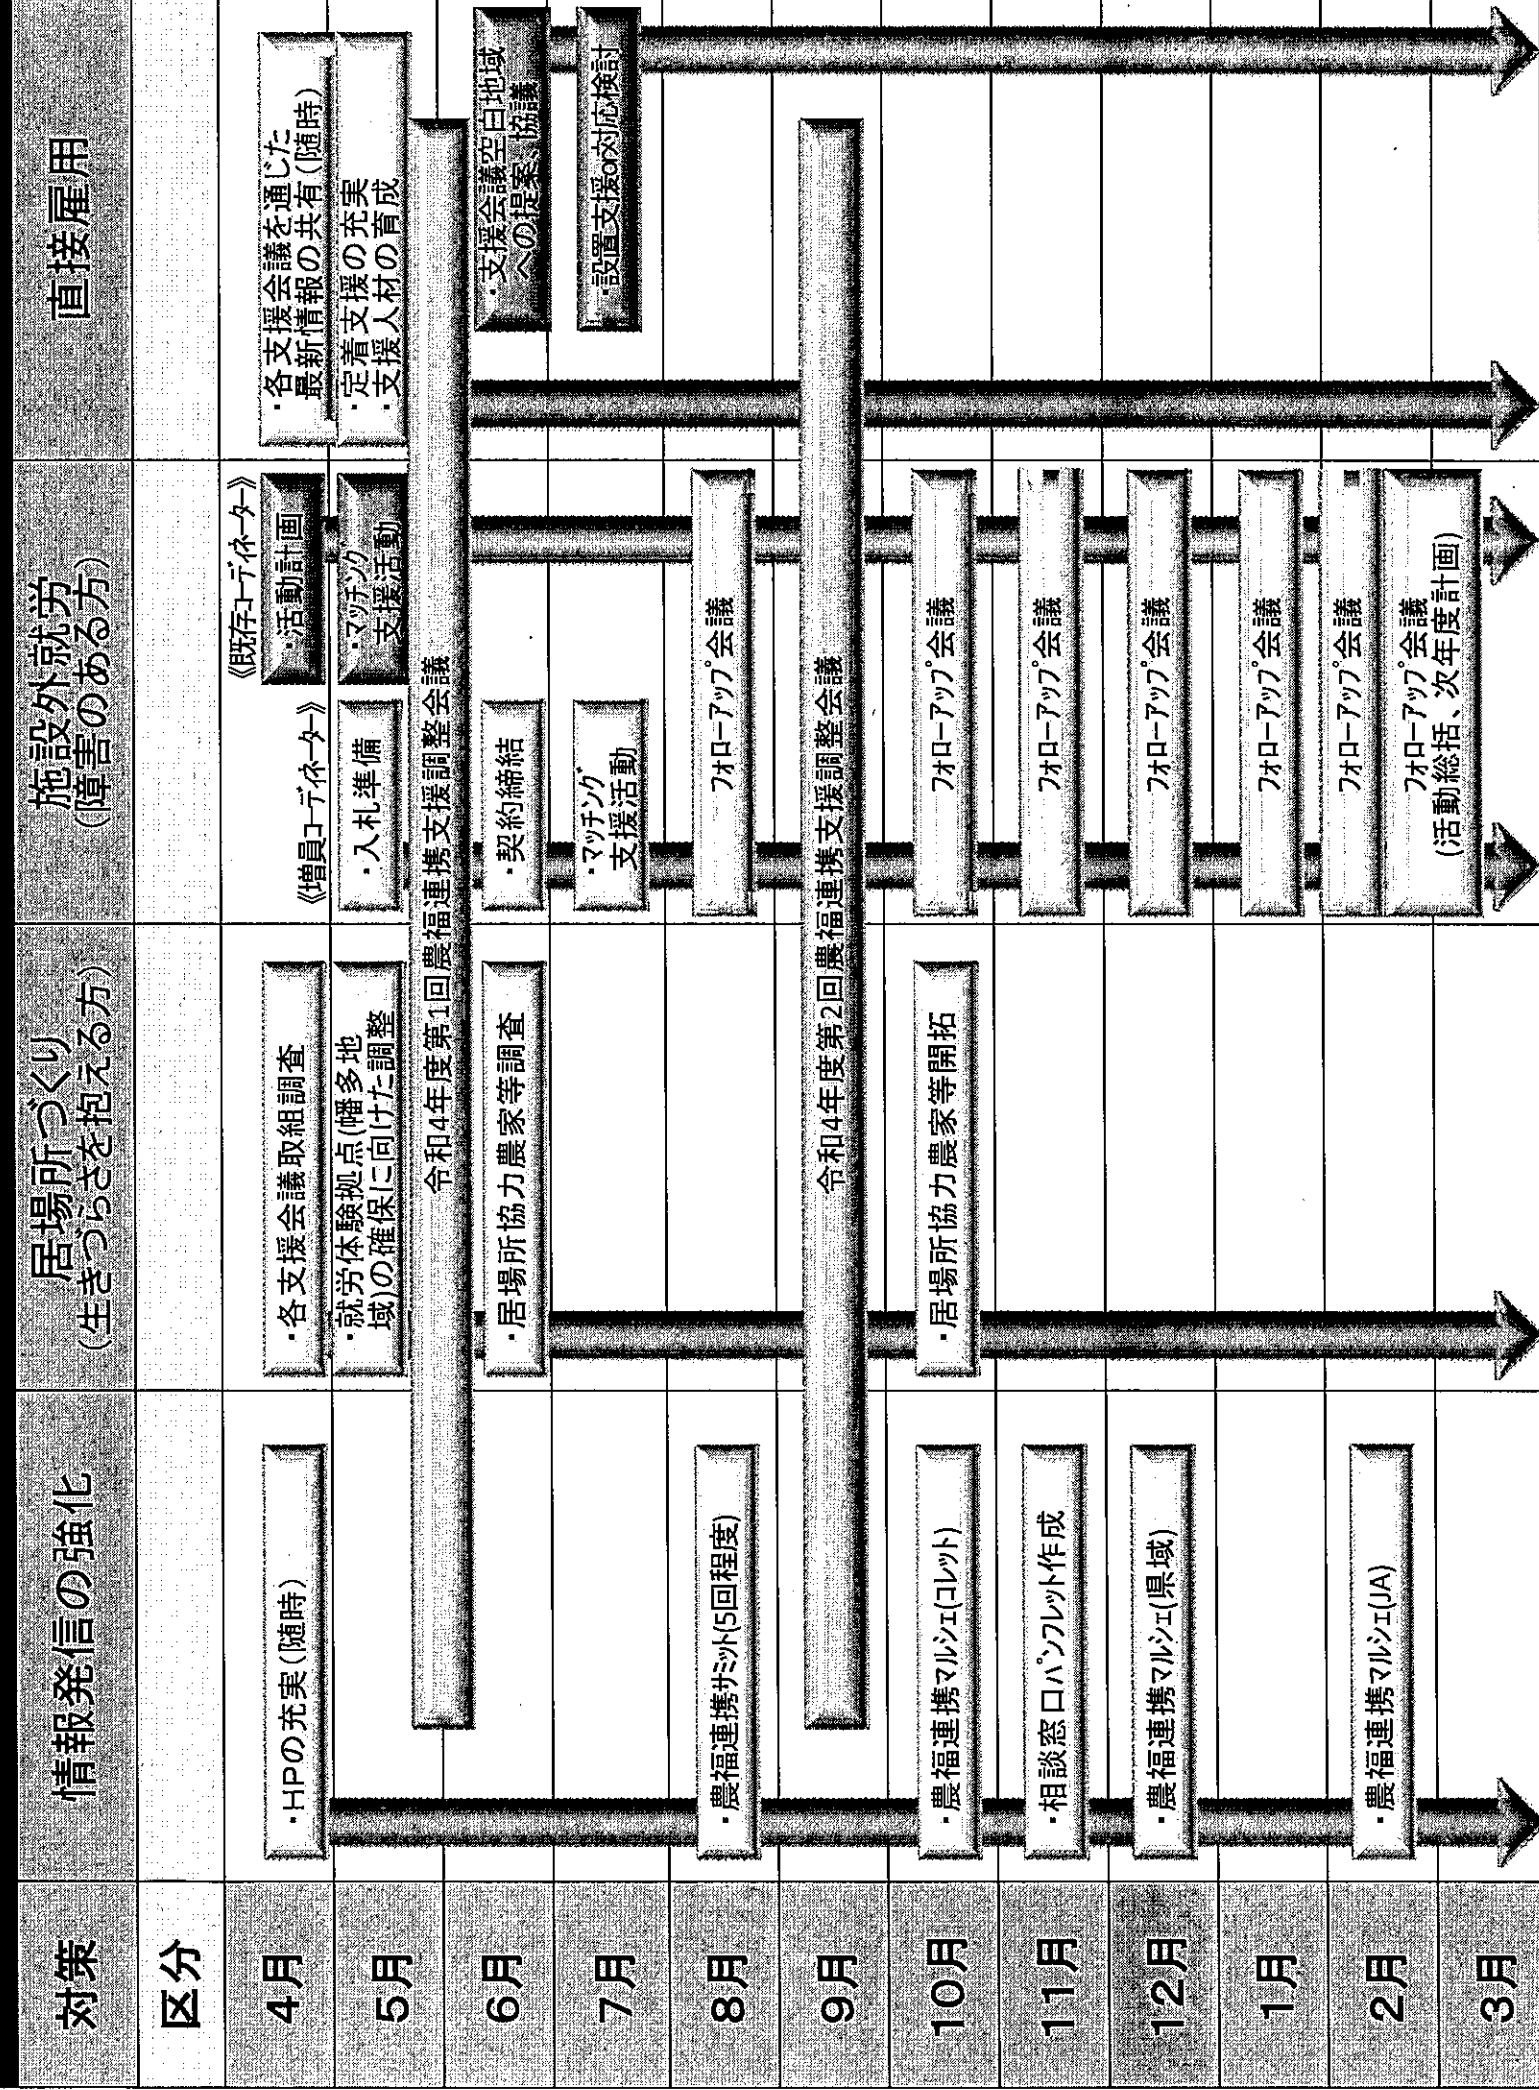 対策
情報発信の強化
居場所づくり
(生きづらさを抱える方)
施設外就労
(障害のある方)
直接雇用
区分
《増員コーディネーター》
《既存コーディネーター》
4月
・HPの充実(随時)
・各支援会議取組調査
・活動計画
・各支援会議を通じた
最新情報の共有(随時)
5月
・就労体験拠点(幡多地
域)の確保に向けた調整
・入札準備
・マッチング
支援活動
・定着支援の充実
・支援人材の育成
令和4年度第1回農福連携支援調整会議
6月
・居場所協力農家等調査
・契約締結
・支援会議空白地域
への提案、協議
7月
・マッチング
支援活動
・設置支援or対応検討
8月
・農福連携サミット(5回程度)
フォローアップ会議
9月
令和4年度第2回農福連携支援調整会議
10月
・農福連携マルシェ(コレット)
・居場所協力農家等開拓
フォローアップ会議
11月
・相談窓口パンフレット作成
フォローアップ会議
12月
・農福連携マルシェ(県域)
フォローアップ会議
1月
フォローアップ会議
2月
・農福連携マルシェ(JA)
フォローアップ会議
3月
フォローアップ会議
(活動総括、次年度計画)